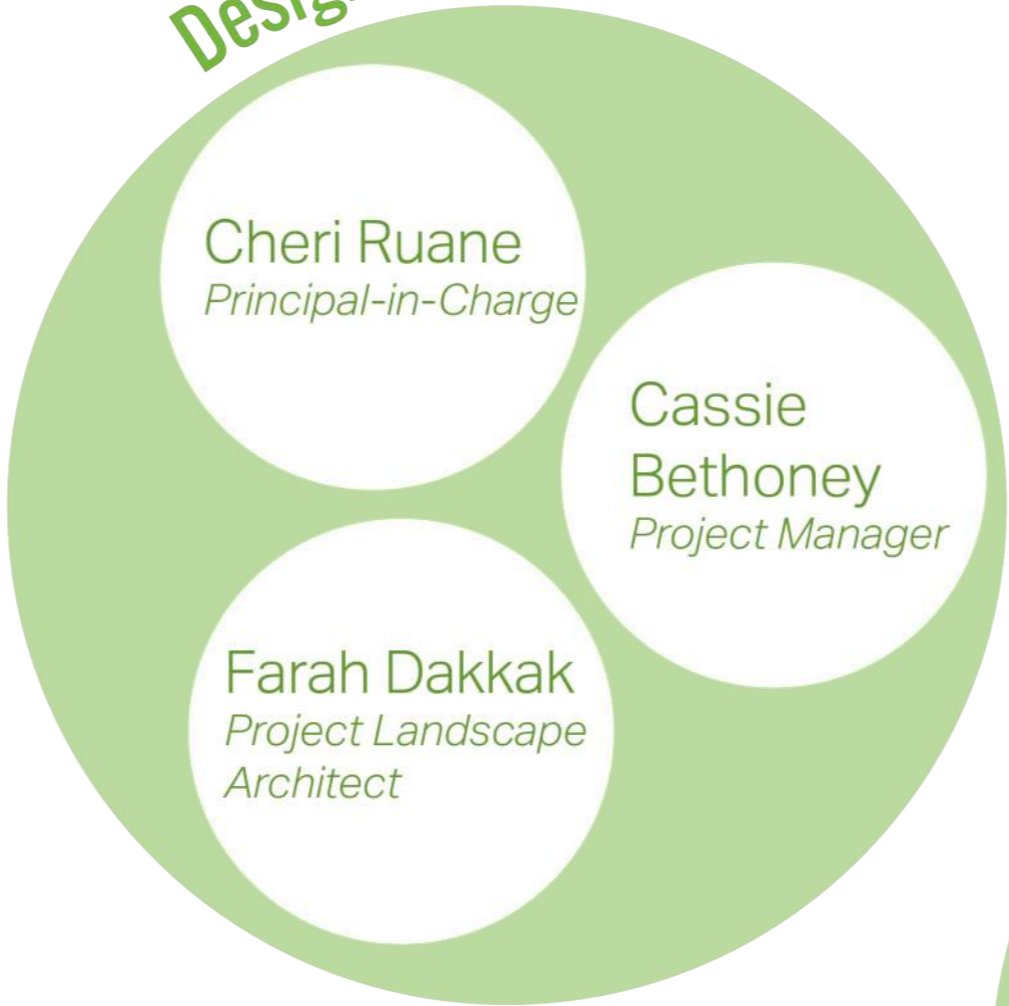 Cheri Ruane
Principal-in-Charge
Cassie
Bethoney
Project Manager
Farah Dakkak
Project Landscape
Architect